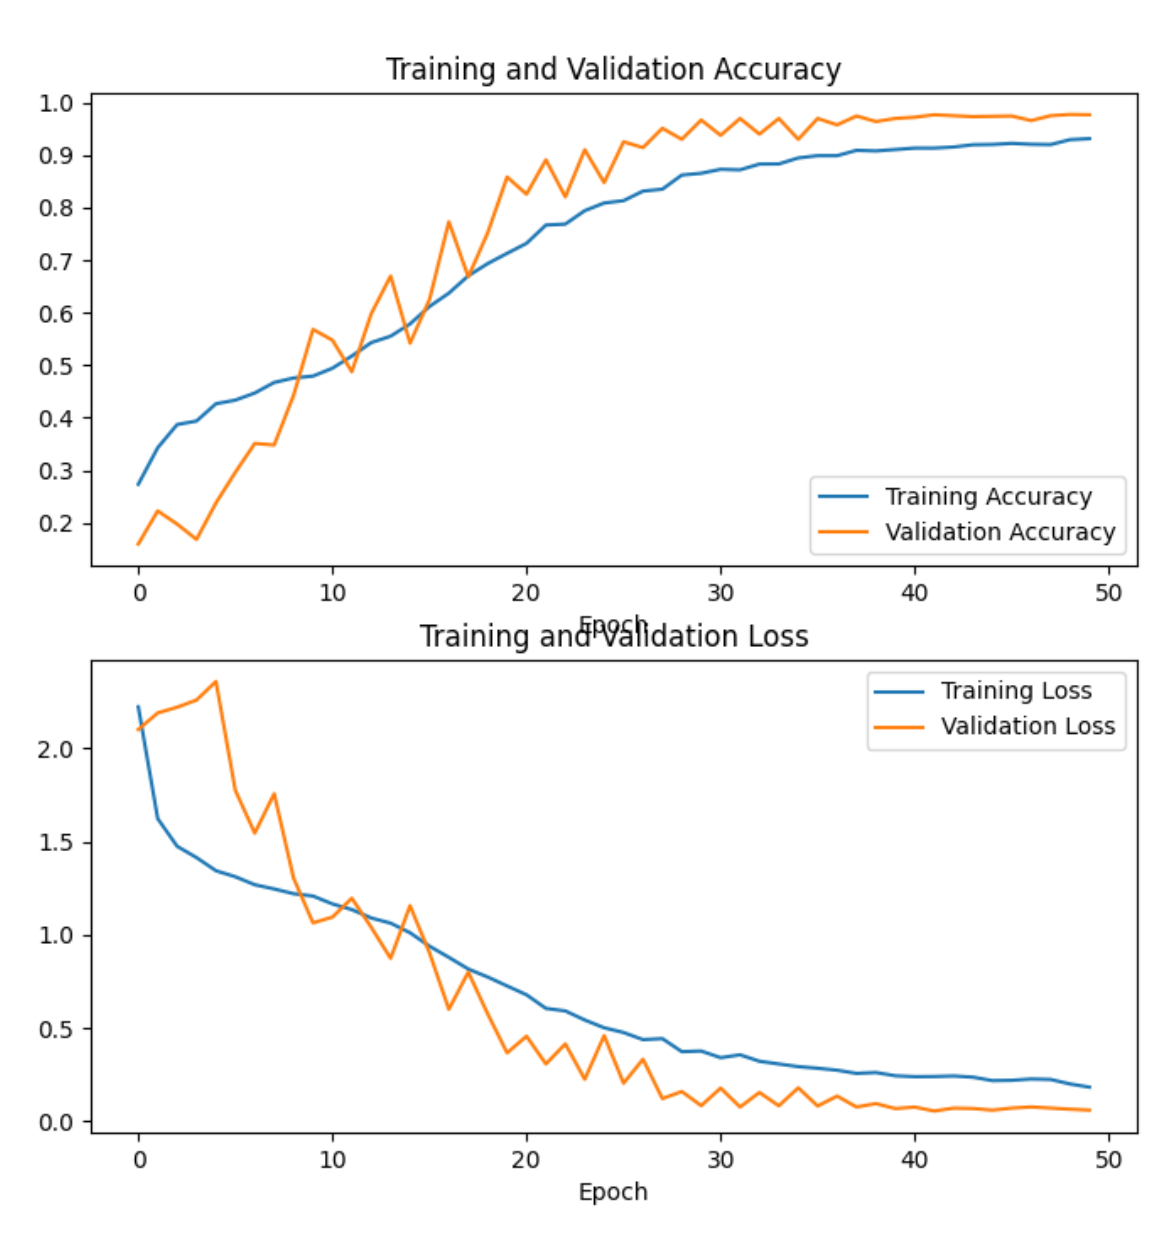 Training and Validation Accuracy
1.0
0.9
0.8
0.7
0.6
0.5
0.4
0.3
0.2
Training Accuracy
Validation Accuracy
0 10 20 30 40 50
Epoch
Training and Validation Loss
Training Loss
Validation Loss
2.0
1.5
1.0
0.5
0.0
0 10 20 30 40 50
Epoch